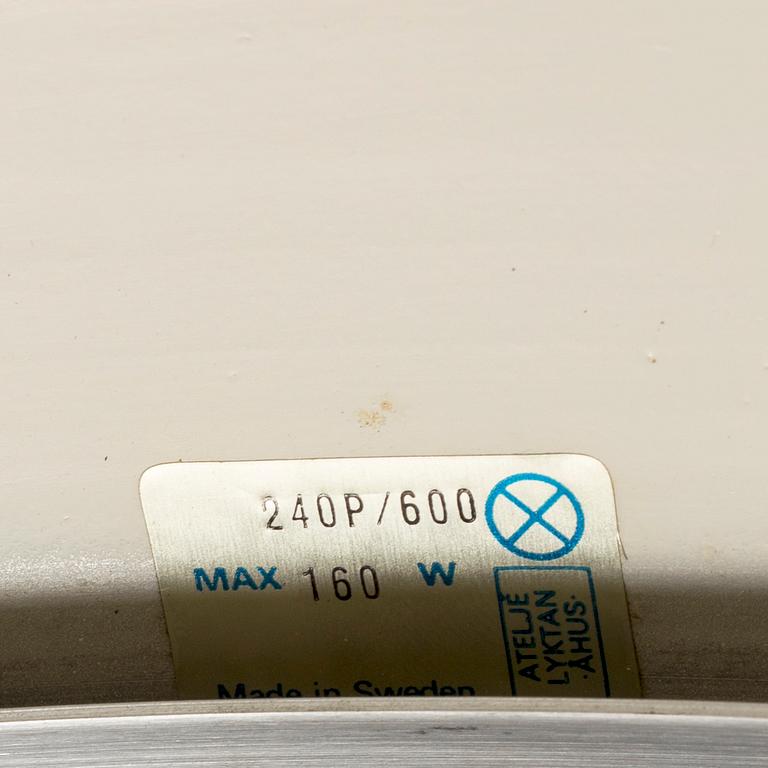 240P/600
MAX 160 W
Made in Sweden
ATELJE
LYKTAN
·ÅHUS·